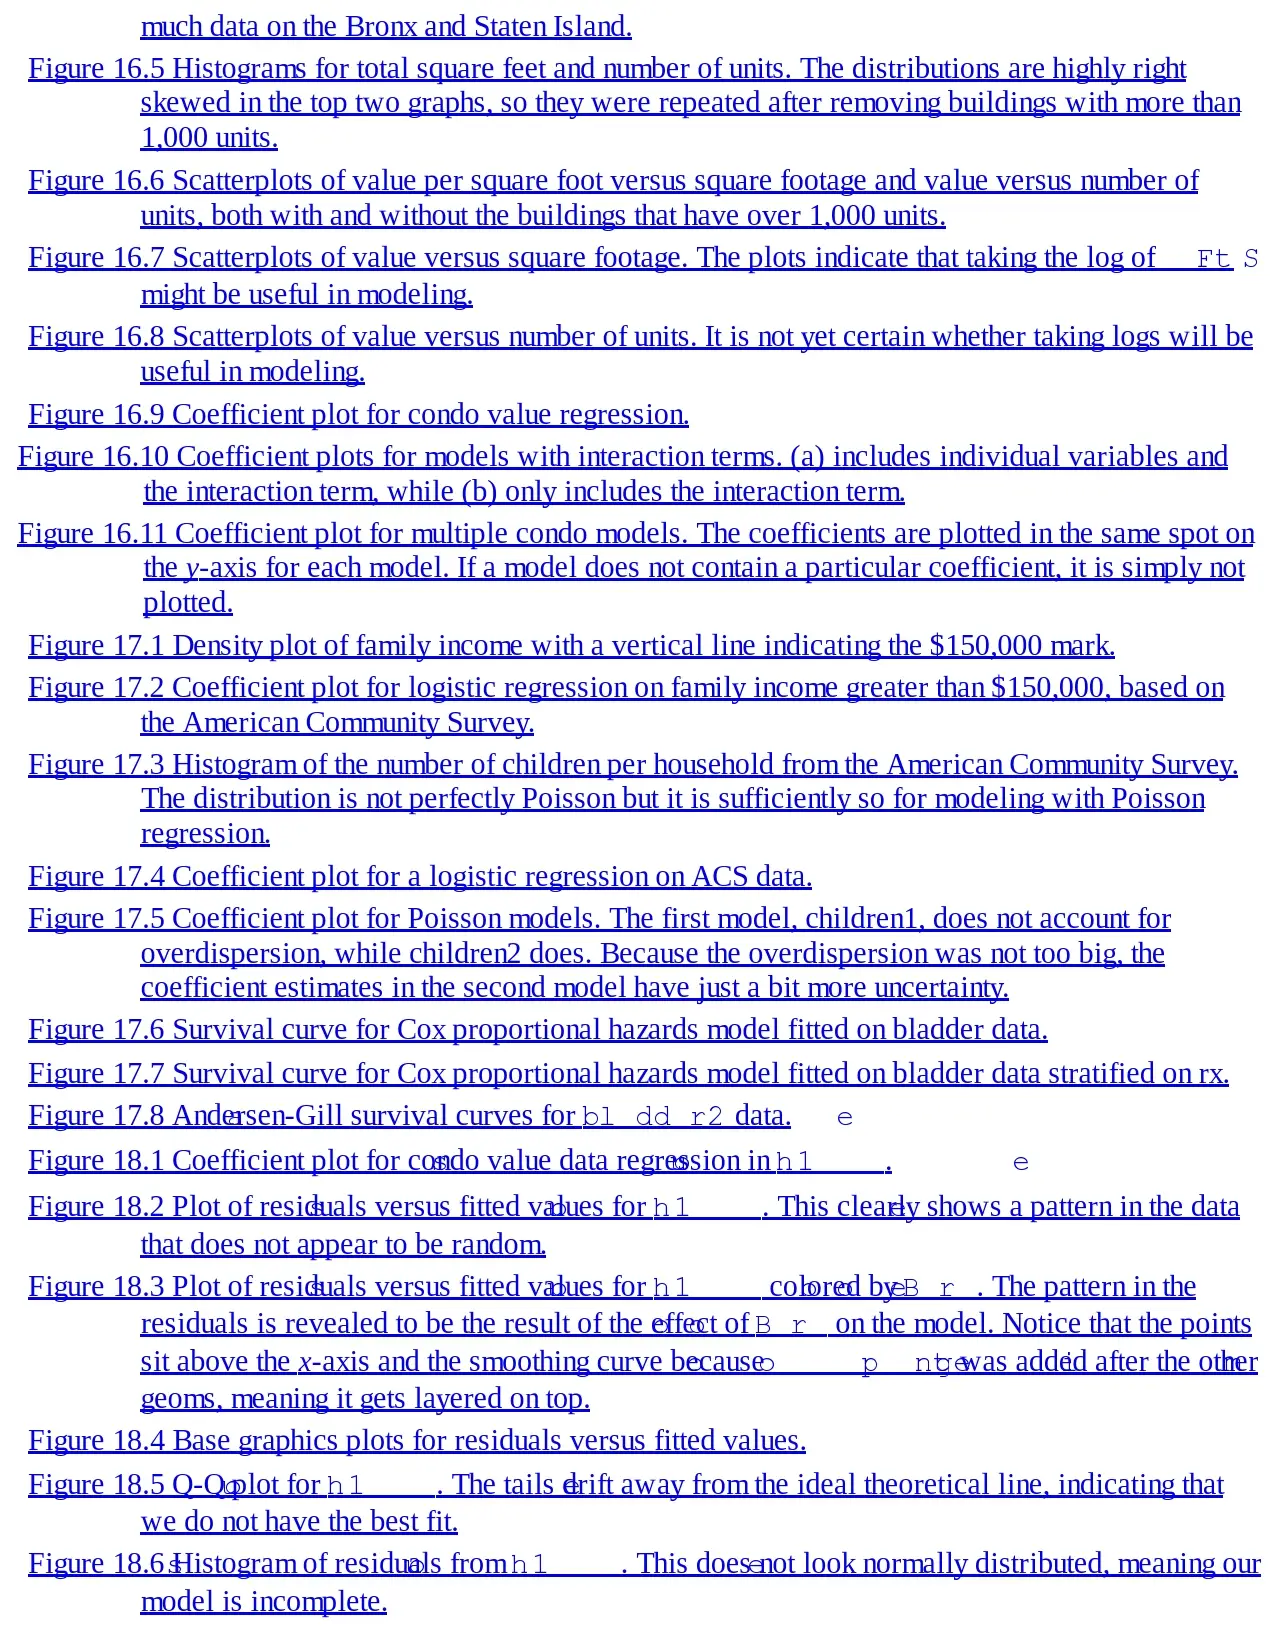 much data on the Bronx and Staten Island.
Figure 16.5 Histograms for total square feet and number of units. The distributions are highly right
skewed in the top two graphs, so they were repeated after removing buildings with more than
1,000 units.
Figure 16.6 Scatterplots of value per square foot versus square footage and value versus number of
units, both with and without the buildings that have over 1,000 units.
Figure 16.7 Scatterplots of value versus square footage. The plots indicate that taking the log of Ft S
might be useful in modeling.
Figure 16.8 Scatterplots of value versus number of units. It is not yet certain whether taking logs will be
useful in modeling.
Figure 16.9 Coefficient plot for condo value regression.
Figure 16.10 Coefficient plots for models with interaction terms. (a) includes individual variables and
the interaction term, while (b) only includes the interaction term.
Figure 16.11 Coefficient plot for multiple condo models. The coefficients are plotted in the same spot on
the y-axis for each model. If a model does not contain a particular coefficient, it is simply not
plotted.
Figure 17.1 Density plot of family income with a vertical line indicating the $150,000 mark.
Figure 17.2 Coefficient plot for logistic regression on family income greater than $150,000, based on
the American Community Survey.
Figure 17.3 Histogram of the number of children per household from the American Community Survey.
The distribution is not perfectly Poisson but it is sufficiently so for modeling with Poisson
regression.
Figure 17.4 Coefficient plot for a logistic regression on ACS data.
Figure 17.5 Coefficient plot for Poisson models. The first model, children1, does not account for
overdispersion, while children2 does. Because the overdispersion was not too big, the
coefficient estimates in the second model have just a bit more uncertainty.
Figure 17.6 Survival curve for Cox proportional hazards model fitted on bladder data.
Figure 17.7 Survival curve for Cox proportional hazards model fitted on bladder data stratified on rx.
Figure 17.8 Andersen-Gill survival curves for bl dd r2 data. e
Figure 18.1 Coefficient plot for condo value data regression in h1 . e
Figure 18.2 Plot of residuals versus fitted values for h1 . This clearly shows a pattern in the data
that does not appear to be random.
Figure 18.3 Plot of residuals versus fitted values for h1 colored by B r . The pattern in the
residuals is revealed to be the result of the effect of B r on the model. Notice that the points
sit above the x-axis and the smoothing curve because p nt was added after the other
geoms, meaning it gets layered on top.
Figure 18.4 Base graphics plots for residuals versus fitted values.
Figure 18.5 Q-Q plot for h1 . The tails drift away from the ideal theoretical line, indicating that
we do not have the best fit.
Figure 18.6 Histogram of residuals from h1 . This does not look normally distributed, meaning our
model is incomplete.